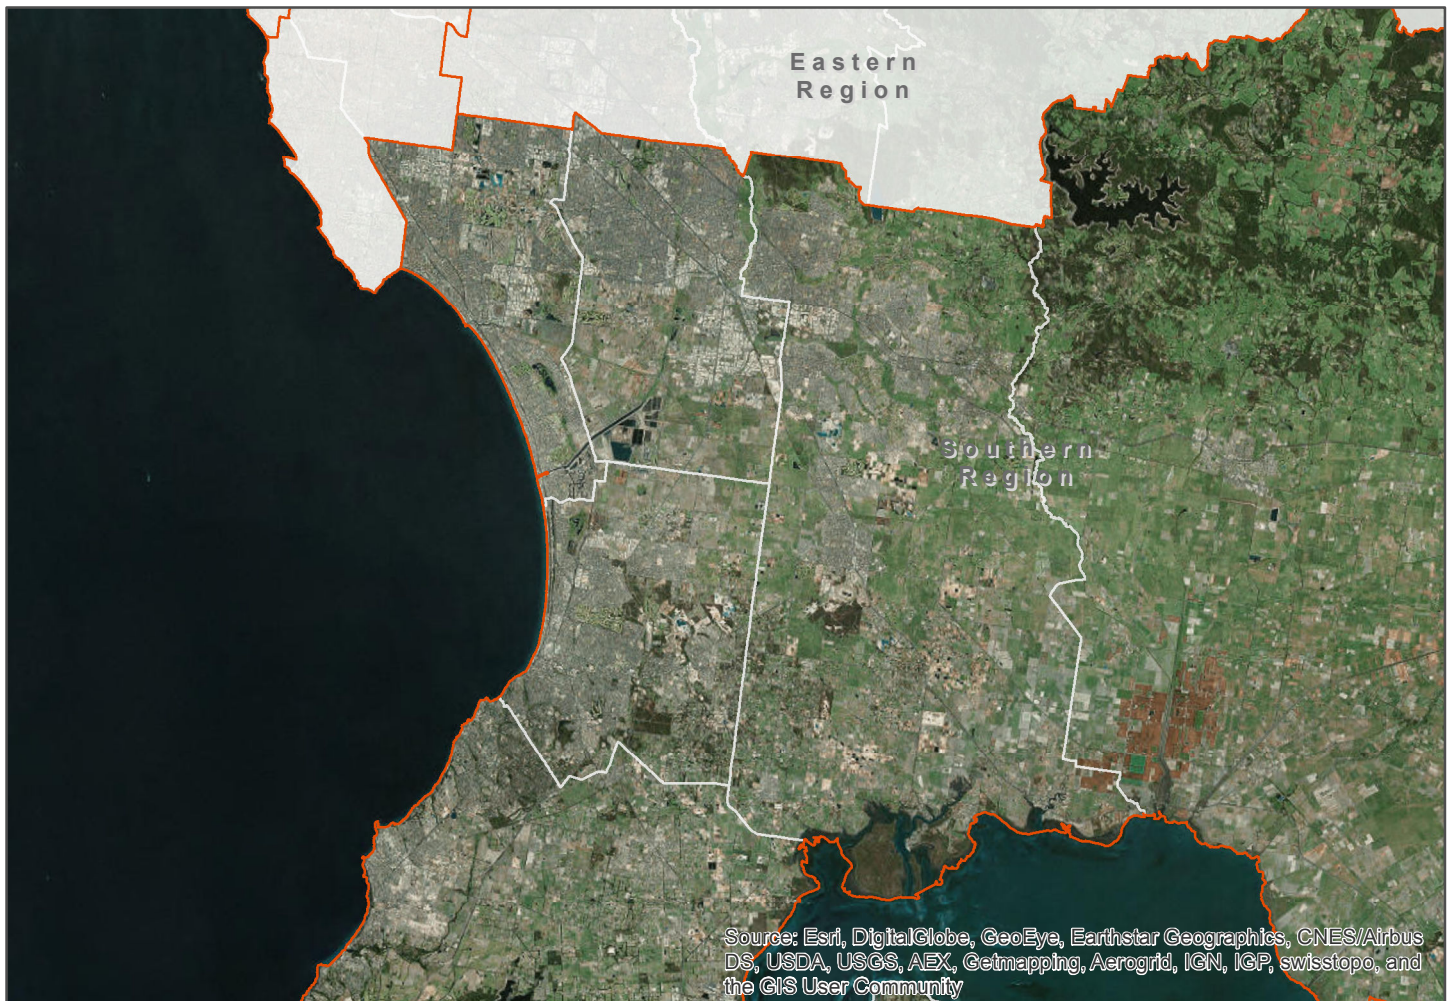 Eastern
Region
Southern
Region
Source: Esri, DigitalGlobe, GeoEye, Earthstar Geographics, CNES/Airbus
DS, USDA, USGS, AEX, Getmapping, Aerogrid, IGN, IGP, swisstopo, and
the GIS User Community